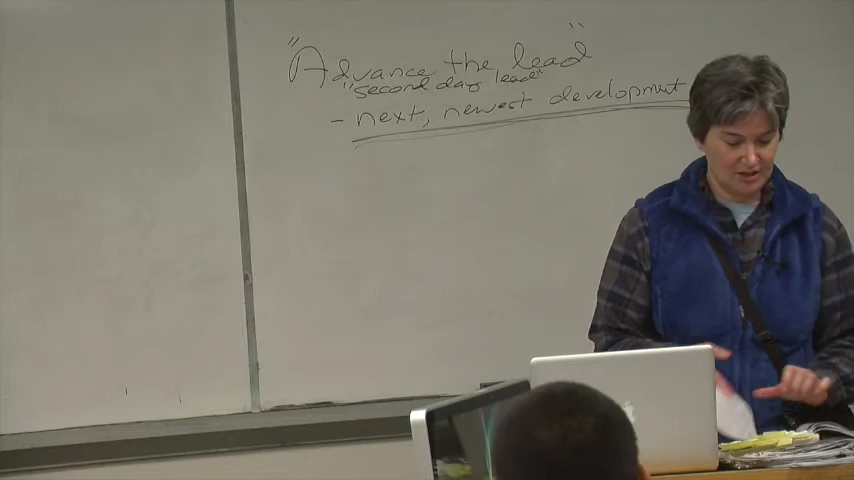 "Advance the lead"
"second day lead"
- next, newest development